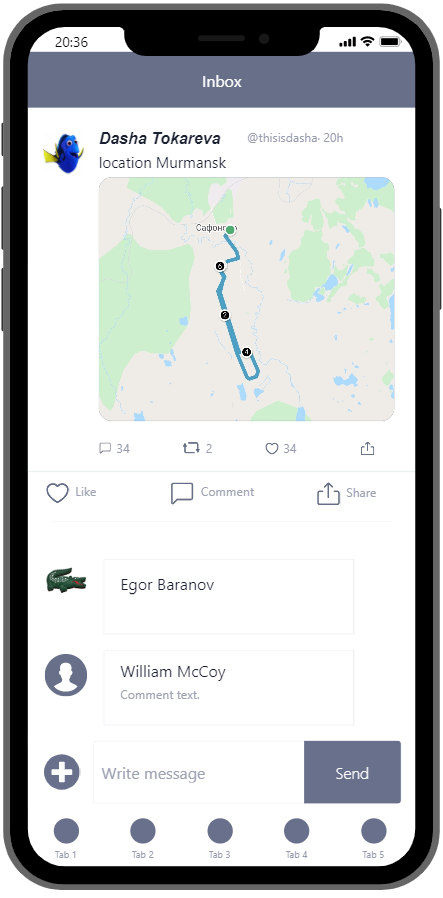 20:36
Inbox
Dasha Tokareva @thisisdasha· 20h
location Murmansk
34 2 34
Like Comment Share
Egor Baranov
William McCoy
Comment text.
Write message Send
Tab 1 Tab 2 Tab 3 Tab 4 Tab 5